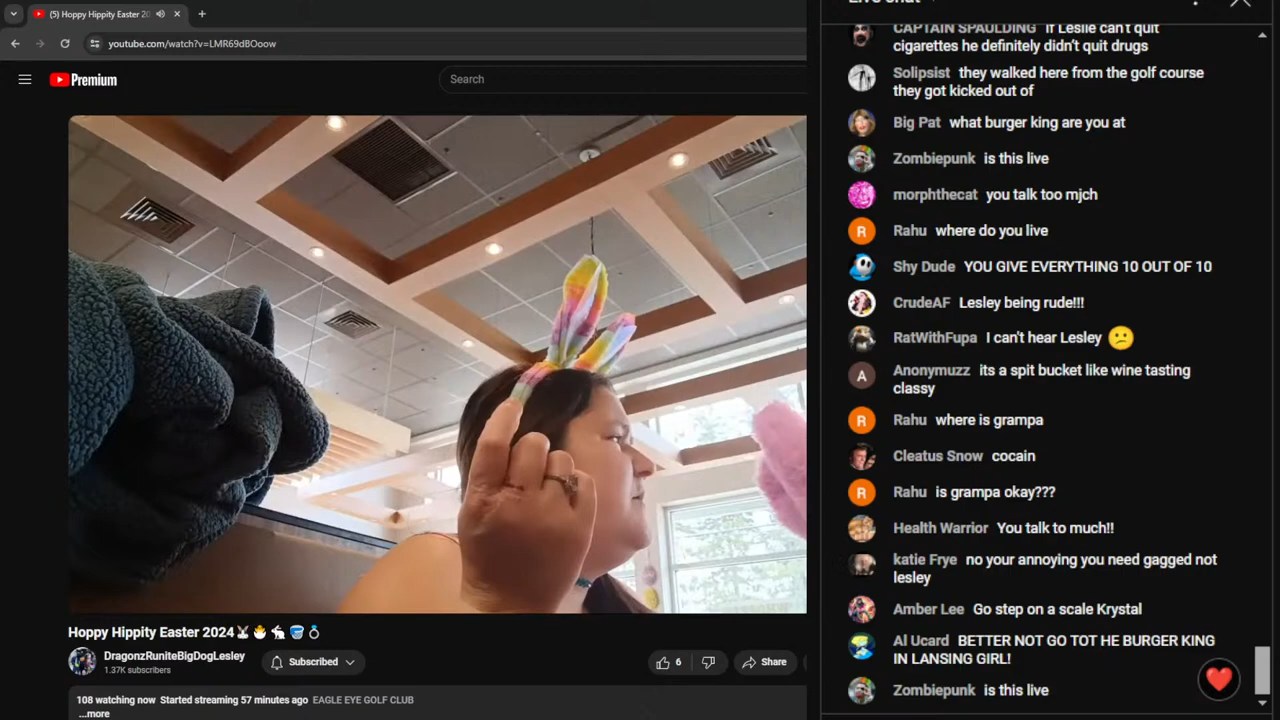 (5) Hoppy Hippity Easter 20
youtube.com/watch?v=LMR69dBOoow
Premium
Search
Hoppy Hippity Easter 2024
DragonzRuniteBigDogLesley
1.37K subscribers
Subscribed
6
Share
108 watching now Started streaming 57 minutes ago EAGLE EYE GOLF CLUB
...more
Live chat
CAPTAIN SPAULDING if Leslie can't quit
cigarettes he definitely didn't quit drugs
Solipsist they walked here from the golf course
they got kicked out of
Big Pat what burger king are you at
Zombiepunk is this live
morphthecat you talk too mjch
R
Rahu where do you live
Shy Dude YOU GIVE EVERYTHING 10 OUT OF 10
CrudeAF Lesley being rude!!!
RatWithFupa I can't hear Lesley 😕
A
Anonymuzz its a spit bucket like wine tasting
classy
R
Rahu where is grampa
Cleatus Snow cocain
R
Rahu is grampa okay???
Health Warrior You talk to much!!
katie Frye no your annoying you need gagged not
lesley
Amber Lee Go step on a scale Krystal
Al Ucard BETTER NOT GO TOT HE BURGER KING
IN LANSING GIRL!
Zombiepunk is this live